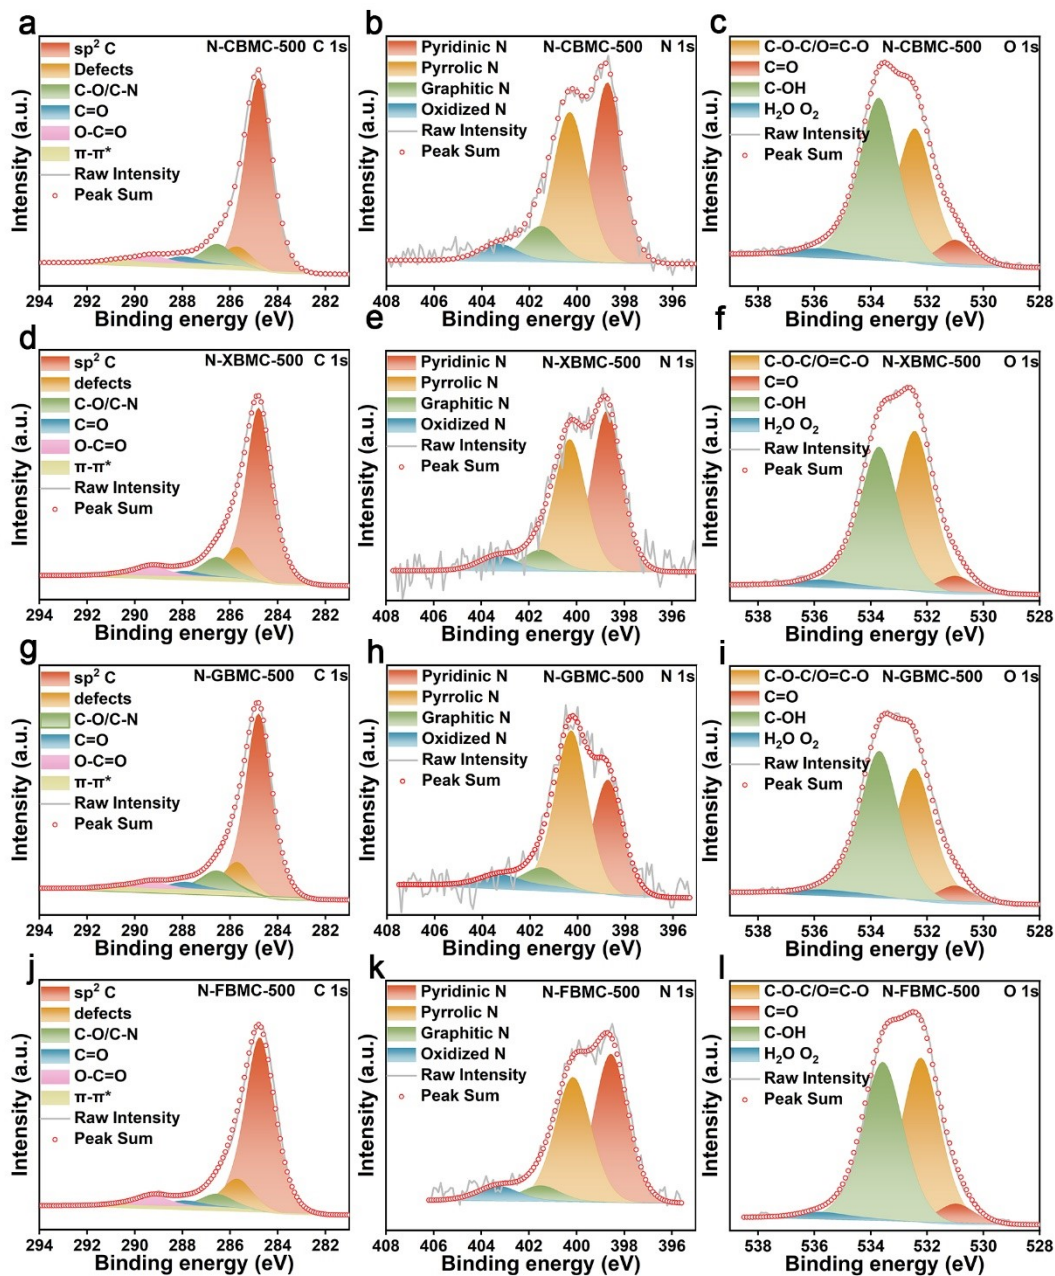 a
sp² C
Defects
C-O/C-N
C=O
O-C=O
π-π*
Raw Intensity
Peak Sum
N-CBMC-500 C 1s
Intensity (a.u.)
294 292 290 288 286 284 282
Binding energy (eV)
b
Pyridinic N
Pyrrolic N
Graphitic N
Oxidized N
Raw Intensity
Peak Sum
N-CBMC-500 N 1s
Intensity (a.u.)
408 406 404 402 400 398 396
Binding energy (eV)
c
C-O-C/O=C-O
C=O
C-OH
H₂O O₂
Raw Intensity
Peak Sum
N-CBMC-500 O 1s
Intensity (a.u.)
538 536 534 532 530 528
Binding energy (eV)
d
sp² C
defects
C-O/C-N
C=O
O-C=O
π-π*
Raw Intensity
Peak Sum
N-XBMC-500 C 1s
Intensity (a.u.)
294 292 290 288 286 284 282
Binding energy (eV)
e
Pyridinic N
Pyrrolic N
Graphitic N
Oxidized N
Raw Intensity
Peak Sum
N-XBMC-500 N 1s
Intensity (a.u.)
408 406 404 402 400 398 396
Binding energy (eV)
f
C-O-C/O=C-O
C=O
C-OH
H₂O O₂
Raw Intensity
Peak Sum
N-XBMC-500 O 1s
Intensity (a.u.)
538 536 534 532 530 528
Binding energy (eV)
g
sp² C
defects
C-O/C-N
C=O
O-C=O
π-π*
Raw Intensity
Peak Sum
N-GBMC-500 C 1s
Intensity (a.u.)
294 292 290 288 286 284 282
Binding energy (eV)
h
Pyridinic N
Pyrrolic N
Graphitic N
Oxidized N
Raw Intensity
Peak Sum
N-GBMC-500 N 1s
Intensity (a.u.)
408 406 404 402 400 398 396
Binding energy (eV)
i
C-O-C/O=C-O
C=O
C-OH
H₂O O₂
Raw Intensity
Peak Sum
N-GBMC-500 O 1s
Intensity (a.u.)
538 536 534 532 530 528
Binding energy (eV)
j
sp² C
defects
C-O/C-N
C=O
O-C=O
π-π*
Raw Intensity
Peak Sum
N-FBMC-500 C 1s
Intensity (a.u.)
294 292 290 288 286 284 282
Binding energy (eV)
k
Pyridinic N
Pyrrolic N
Graphitic N
Oxidized N
Raw Intensity
Peak Sum
N-FBMC-500 N 1s
Intensity (a.u.)
408 406 404 402 400 398 396
Binding energy (eV)
l
C-O-C/O=C-O
C=O
C-OH
H₂O O₂
Raw Intensity
Peak Sum
N-FBMC-500 O 1s
Intensity (a.u.)
538 536 534 532 530 528
Binding energy (eV)